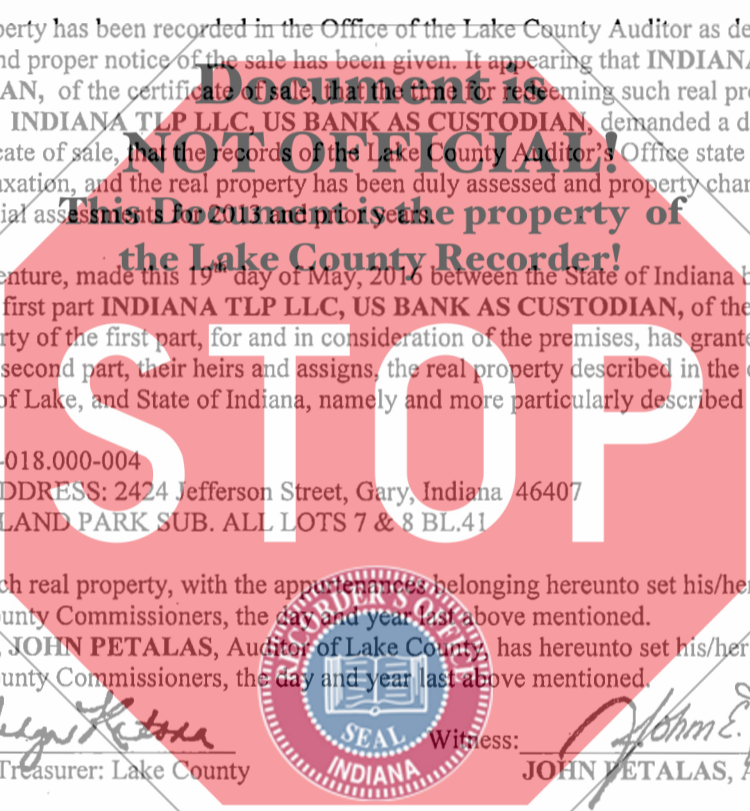 perty has been recorded in the Office of the Lake County Auditor as de
nd proper notice of the sale has been given. It appearing that INDIANA
Document is
AN, of the certificate of sale, that the time for redeeming such real pro
INDIANA TLP LLC, US BANK AS CUSTODIAN, demanded a d
NOT OFFICIAL!
cate of sale, that the records of the Lake County Auditor's Office state
axation, and the real property has been duly assessed and property char
This Document is the property of
ial assessments for 2013 and prior years.
the Lake County Recorder!
enture, made this 19th day of May, 2016 between the State of Indiana b
first part INDIANA TLP LLC, US BANK AS CUSTODIAN, of the
rty of the first part, for and in consideration of the premises, has grante
second part, their heirs and assigns, the real property described in the c
of Lake, and State of Indiana, namely and more particularly described
STOP
-018.000-004
DDRESS: 2424 Jefferson Street, Gary, Indiana 46407
LAND PARK SUB. ALL LOTS 7 & 8 BL.41
ch real property, with the appurtenances belonging hereunto set his/her
unty Commissioners, the day and year last above mentioned.
, JOHN PETALAS, Auditor of Lake County, has hereunto set his/her
unty Commissioners, the day and year last above mentioned.
RECORDER'S OFFICE
SEAL
INDIANA
Witness:
John E.
Treasurer: Lake County
JOHN PETALAS, A